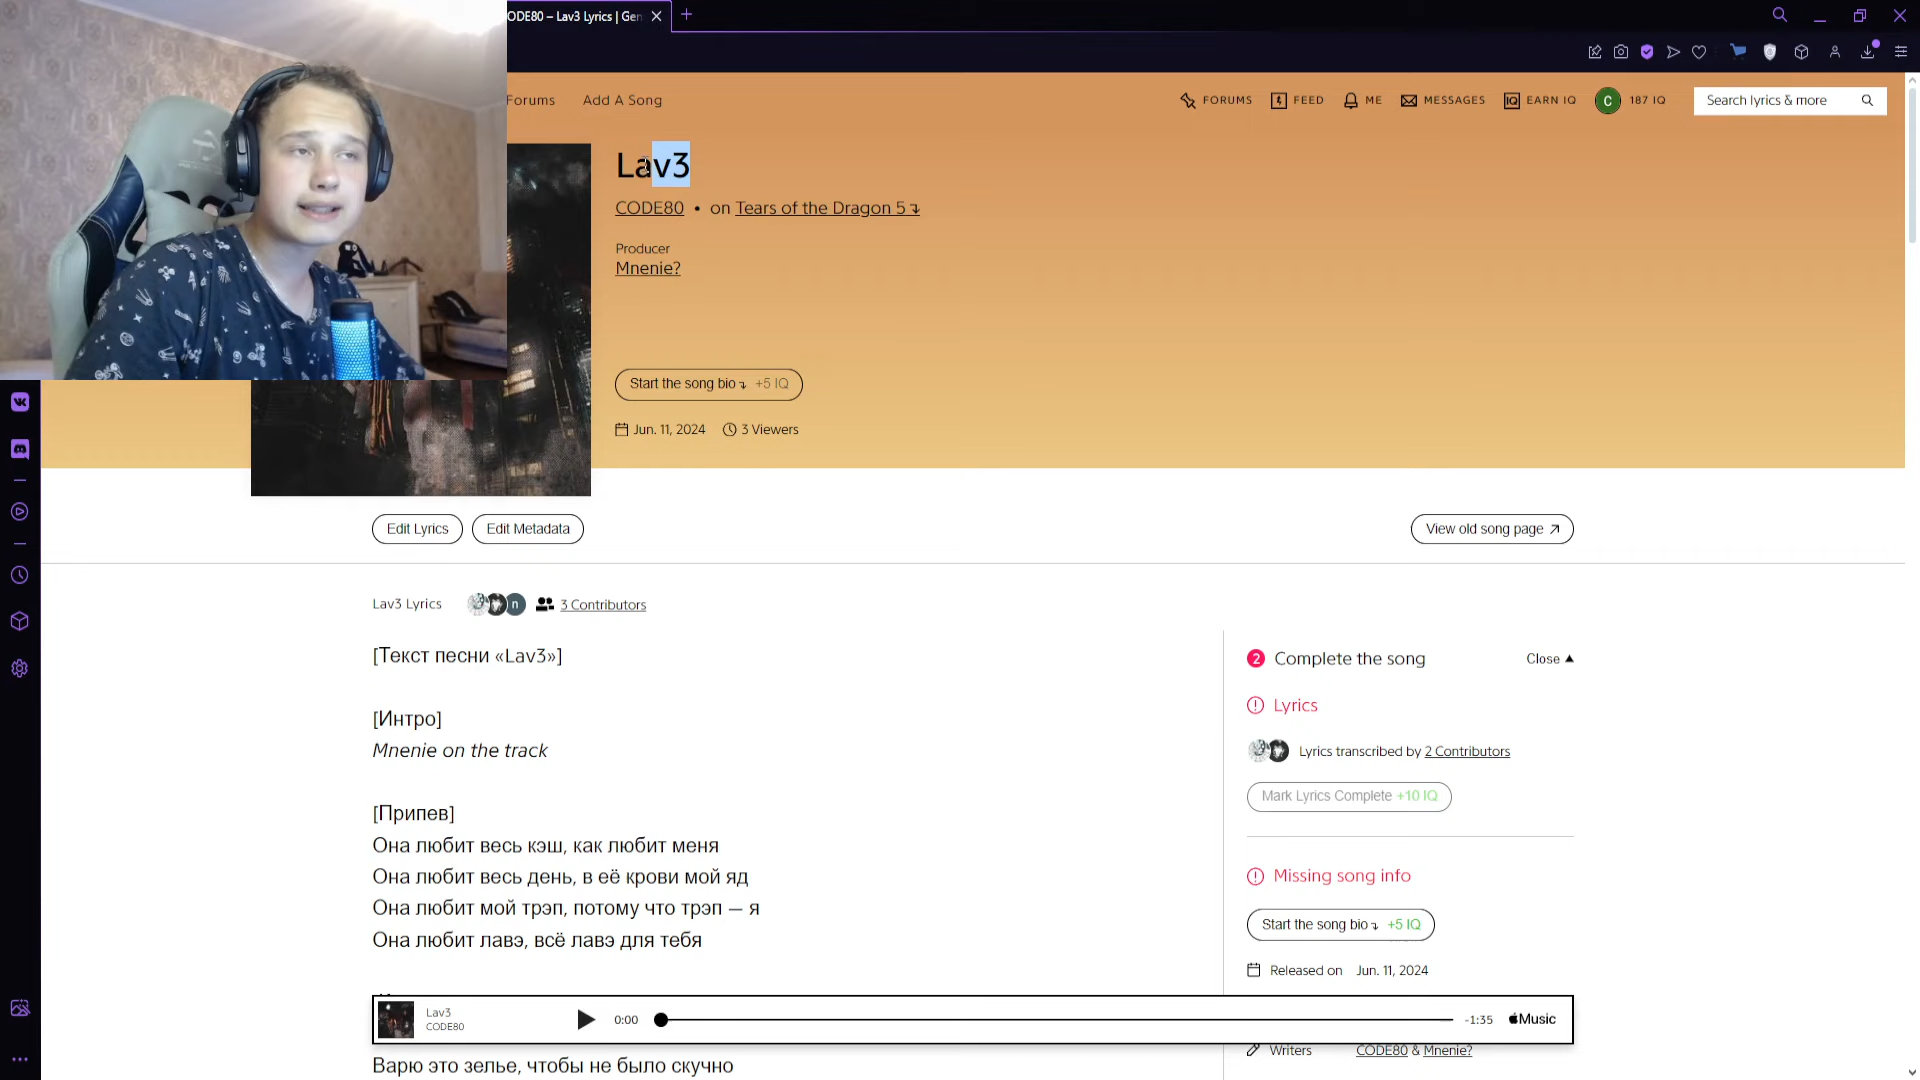 ODE80 – Lav3 Lyrics | Gen
Forums
Add A Song
FORUMS
FEED
ME
MESSAGES
IQ
EARN IQ
C
187 IQ
Search lyrics & more
Lav3
CODE80 • on Tears of the Dragon 5
Producer
Mnenie?
Start the song bio +5 IQ
Jun. 11, 2024
3 Viewers
Edit Lyrics
Edit Metadata
View old song page
Lav3 Lyrics
n
3 Contributors
[Текст песни «Lav3»]
[Интро]
Mnenie on the track
[Припев]
Она любит весь кэш, как любит меня
Она любит весь день, в её крови мой яд
Она любит мой трэп, потому что трэп — я
Она любит лавэ, всё лавэ для тебя
Варю это зелье, чтобы не было скучно
2 Complete the song
Close
Lyrics
Lyrics transcribed by 2 Contributors
Mark Lyrics Complete +10 IQ
Missing song info
Start the song bio +5 IQ
Released on Jun. 11, 2024
Writers CODE80 & Mnenie?
Lav3
CODE80
0:00
-1:35
Music